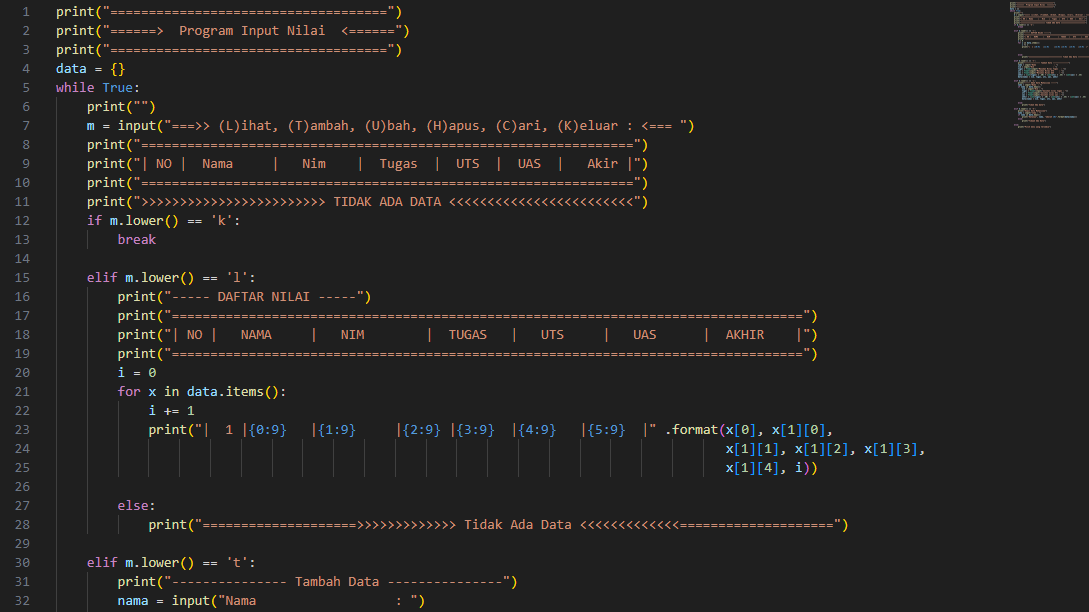 1 print("====================================")
2 print("======>  Program Input Nilai  <======")
3 print("====================================")
4 data = {}
5 while True:
6     print("")
7     m = input("===>> (L)ihat, (T)ambah, (U)bah, (H)apus, (C)ari, (K)eluar : <=== ")
8     print("================================================================")
9     print("| NO |  Nama     |   Nim    |  Tugas  |  UTS  |  UAS  |   Akir |")
10     print("================================================================")
11     print(">>>>>>>>>>>>>>>>>>>>>>>> TIDAK ADA DATA <<<<<<<<<<<<<<<<<<<<<<<<")
12     if m.lower() == 'k':
13         break
14
15     elif m.lower() == 'l':
16         print("----- DAFTAR NILAI -----")
17         print("==================================================================================")
18         print("| NO |   NAMA     |   NIM        |  TUGAS   |   UTS     |   UAS      |  AKHIR    |")
19         print("==================================================================================")
20         i = 0
21         for x in data.items():
22             i += 1
23             print("|  1 |{0:9}   |{1:9}     |{2:9} |{3:9}  |{4:9}   |{5:9}  |" .format(x[0], x[1][0],
24                                                                                        x[1][1], x[1][2], x[1][3],
25                                                                                        x[1][4], i))
26
27         else:
28             print("====================>>>>>>>>>>>>> Tidak Ada Data <<<<<<<<<<<<<====================")
29
30     elif m.lower() == 't':
31         print("--------------- Tambah Data ---------------")
32         nama = input("Nama                  : ")